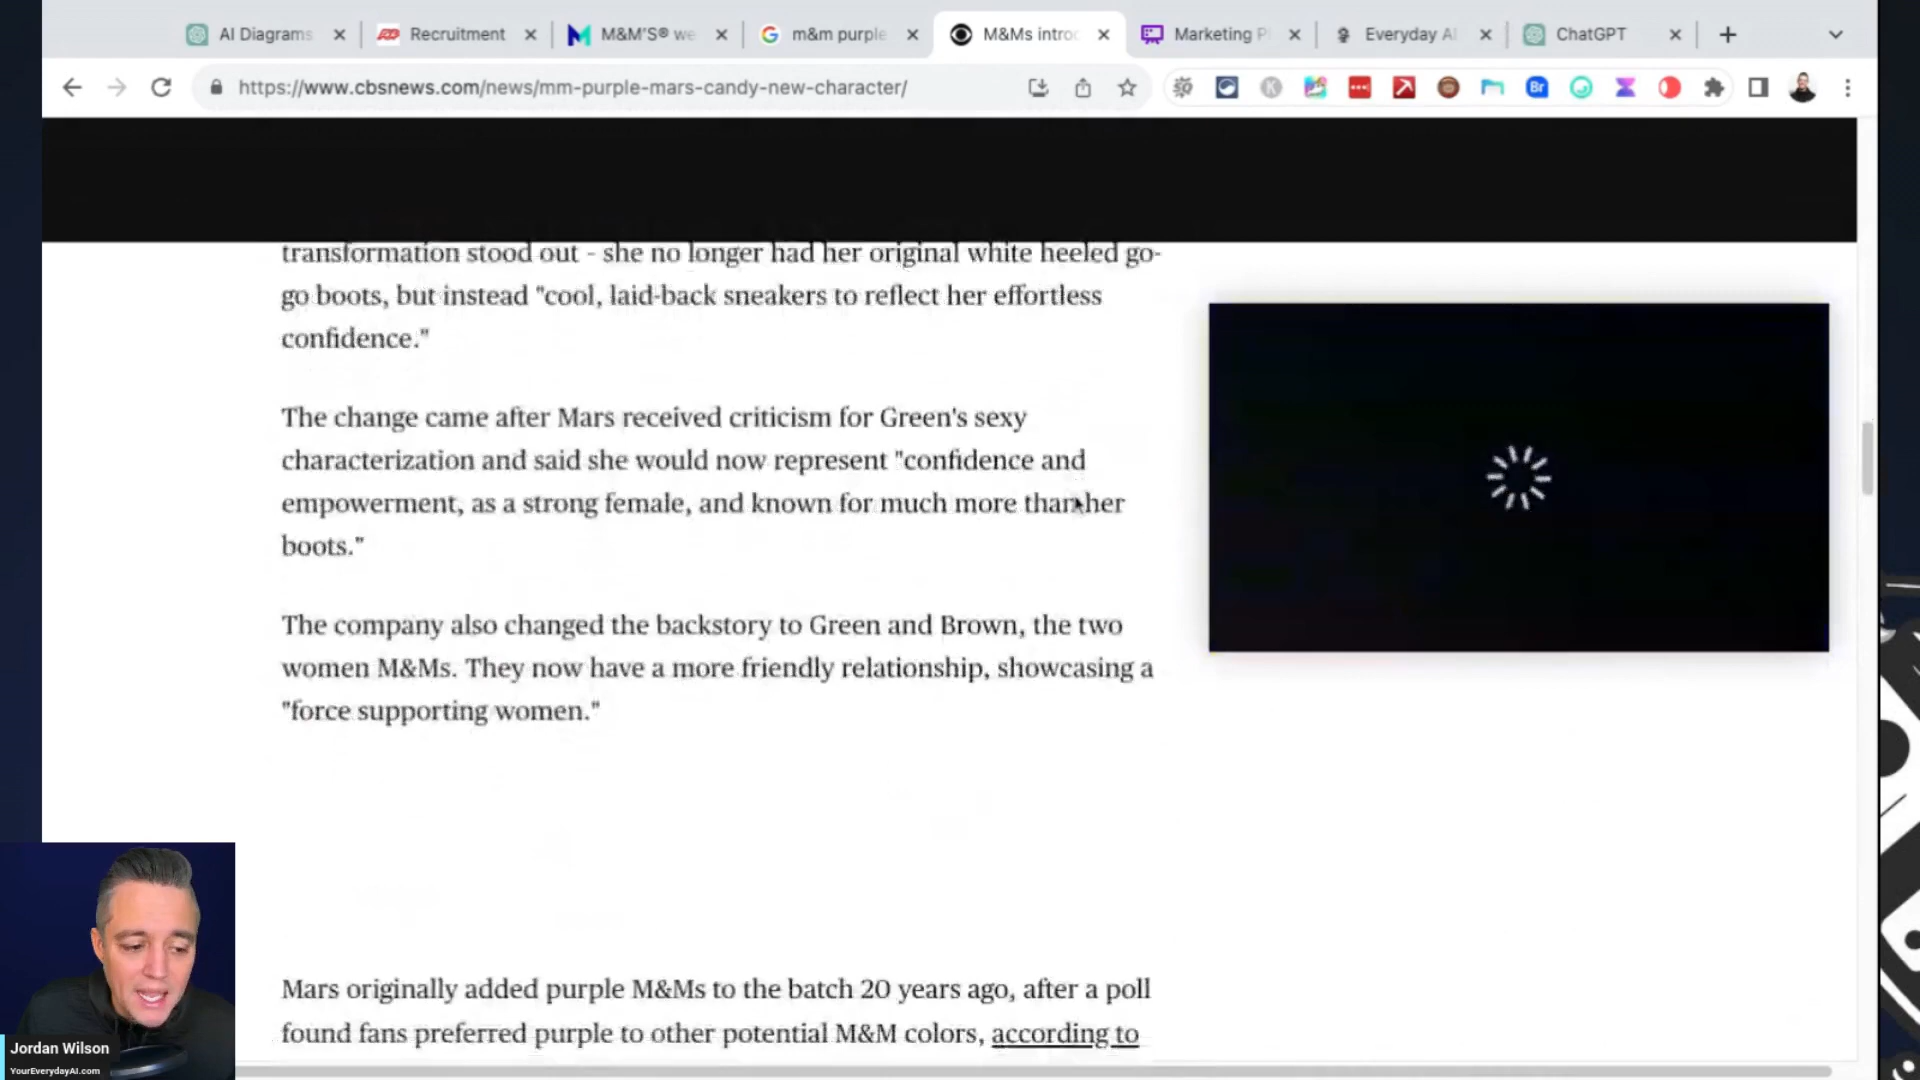 AI Diagrams
Recruitment
M&M'S® we
m&m purple
M&Ms intro
Marketing P
Everyday AI
ChatGPT
https://www.cbsnews.com/news/mm-purple-mars-candy-new-character/
Br
transformation stood out - she no longer had her original white heeled go-
go boots, but instead "cool, laid-back sneakers to reflect her effortless
confidence."
The change came after Mars received criticism for Green's sexy
characterization and said she would now represent "confidence and
empowerment, as a strong female, and known for much more than her
boots."
The company also changed the backstory to Green and Brown, the two
women M&Ms. They now have a more friendly relationship, showcasing a
"force supporting women."
Mars originally added purple M&Ms to the batch 20 years ago, after a poll
found fans preferred purple to other potential M&M colors, according to
Jordan Wilson
YourEverydayAI.com